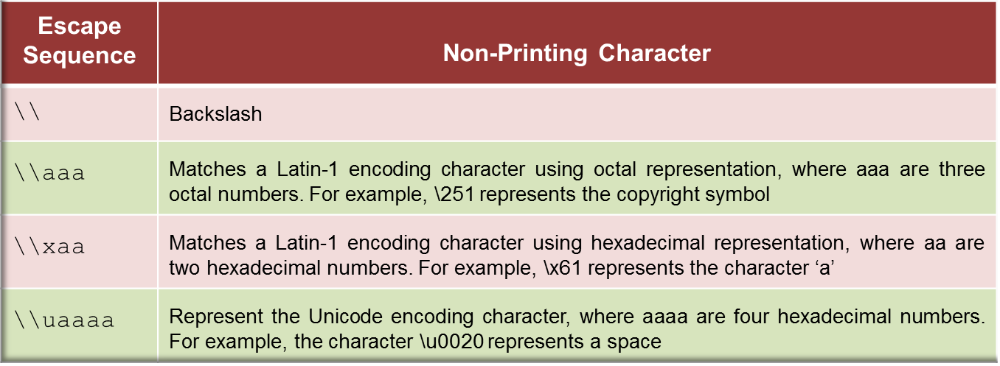 Escape
Sequence
Non-Printing Character
\\
Backslash
\\aaa
Matches a Latin-1 encoding character using octal representation, where aaa are three
octal numbers. For example, \251 represents the copyright symbol
\\xaa
Matches a Latin-1 encoding character using hexadecimal representation, where aa are
two hexadecimal numbers. For example, \x61 represents the character ‘a’
\\uaaaa
Represent the Unicode encoding character, where aaaa are four hexadecimal numbers.
For example, the character \u0020 represents a space